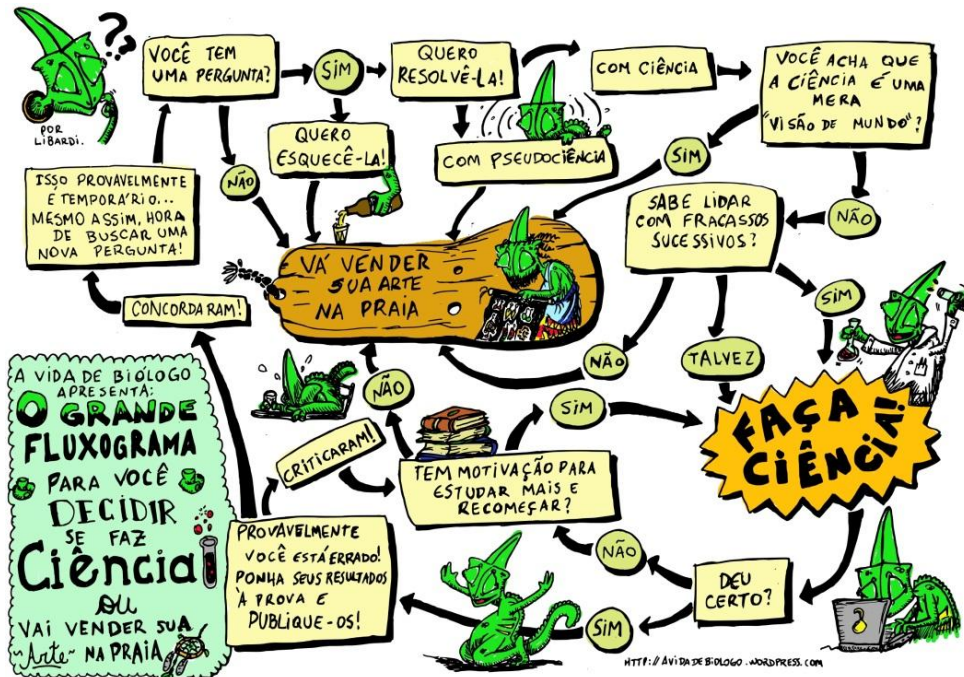 ??
POR
LIBARDI.
VOCÊ TEM
UMA PERGUNTA?
SIM
QUERO
RESOLVÊ-LA!
COM CIÊNCIA
VOCÊ ACHA QUE
A CIÊNCIA É UMA
MERA
"VISÃO DE MUNDO"?
NÃO
QUERO
ESQUECÊ-LA!
COM PSEUDOCIÊNCIA
SIM
NÃO
SABE LIDAR
COM FRACASSOS
SUCESSIVOS?
ISSO PROVAVELMENTE
É TEMPORÁRIO...
MESMO ASSIM, HORA
DE BUSCAR UMA
NOVA PERGUNTA!
VÁ VENDER
SUA ARTE
NA PRAIA
CONCORDARAM!
NÃO
TALVEZ
SIM
FAÇA
CIÊNCIA!
A VIDA DE BIÓLOGO
APRESENTA:
O GRANDE
FLUXOGRAMA
PARA VOCÊ
DECIDIR
SE FAZ
Ciência
OU
VAI VENDER SUA
~Arte~ NA PRAIA
NÃO
SIM
CRITICARAM!
TEM MOTIVAÇÃO PARA
ESTUDAR MAIS E
RECOMEÇAR?
PROVAVELMENTE
VOCÊ ESTÁ ERRADO!
PONHA SEUS RESULTADOS
À PROVA E
PUBLIQUE-OS!
NÃO
DEU
CERTO?
SIM
HTTP://AVIDADEBIOLOGO.WORDPRESS.COM